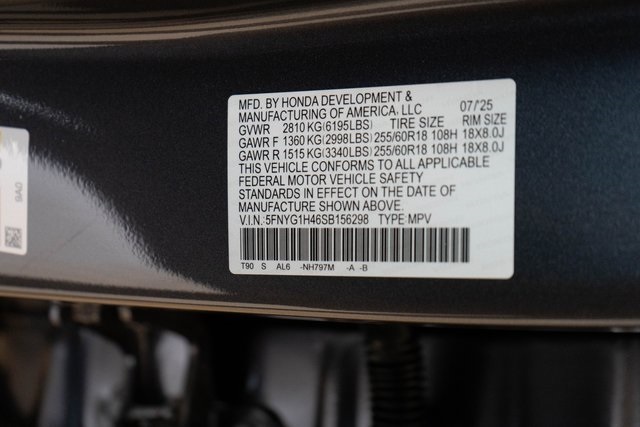 MFD. BY HONDA DEVELOPMENT &
MANUFACTURING OF AMERICA, LLC 07/'25
GVWR 2810 KG(6195LBS) TIRE SIZE RIM SIZE
GAWR F 1360 KG(2998LBS) 255/60R18 108H 18X8.0J
GAWR R 1515 KG(3340LBS) 255/60R18 108H 18X8.0J
THIS VEHICLE CONFORMS TO ALL APPLICABLE
FEDERAL MOTOR VEHICLE SAFETY
STANDARDS IN EFFECT ON THE DATE OF
MANUFACTURE SHOWN ABOVE.
V.I.N.:5FNYG1H46SB156298 TYPE MPV
T90 S AL6 -NH797M -A -B
9A0